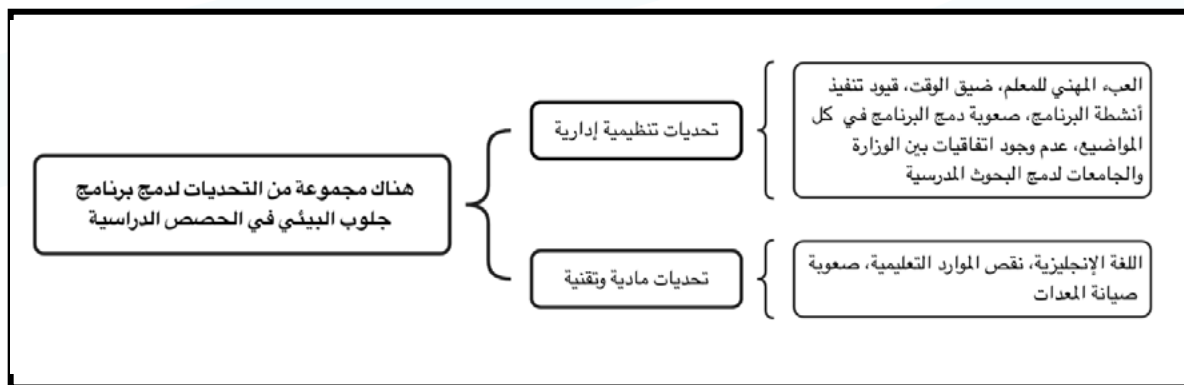 هناك مجموعة من التحديات لدمج برنامج
جلوب البيئي في الحصص الدراسية
تحديات تنظيمية إدارية
العبء المهني للمعلم، ضيق الوقت، قيود تنفيذ
أنشطة البرنامج، صعوبة دمج البرنامج في كل
المواضيع، عدم وجود اتفاقيات بين الوزارة
والجامعات لدمج البحوث المدرسية
تحديات مادية وتقنية
اللغة الإنجليزية، نقص الموارد التعليمية، صعوبة
صيانة المعدات